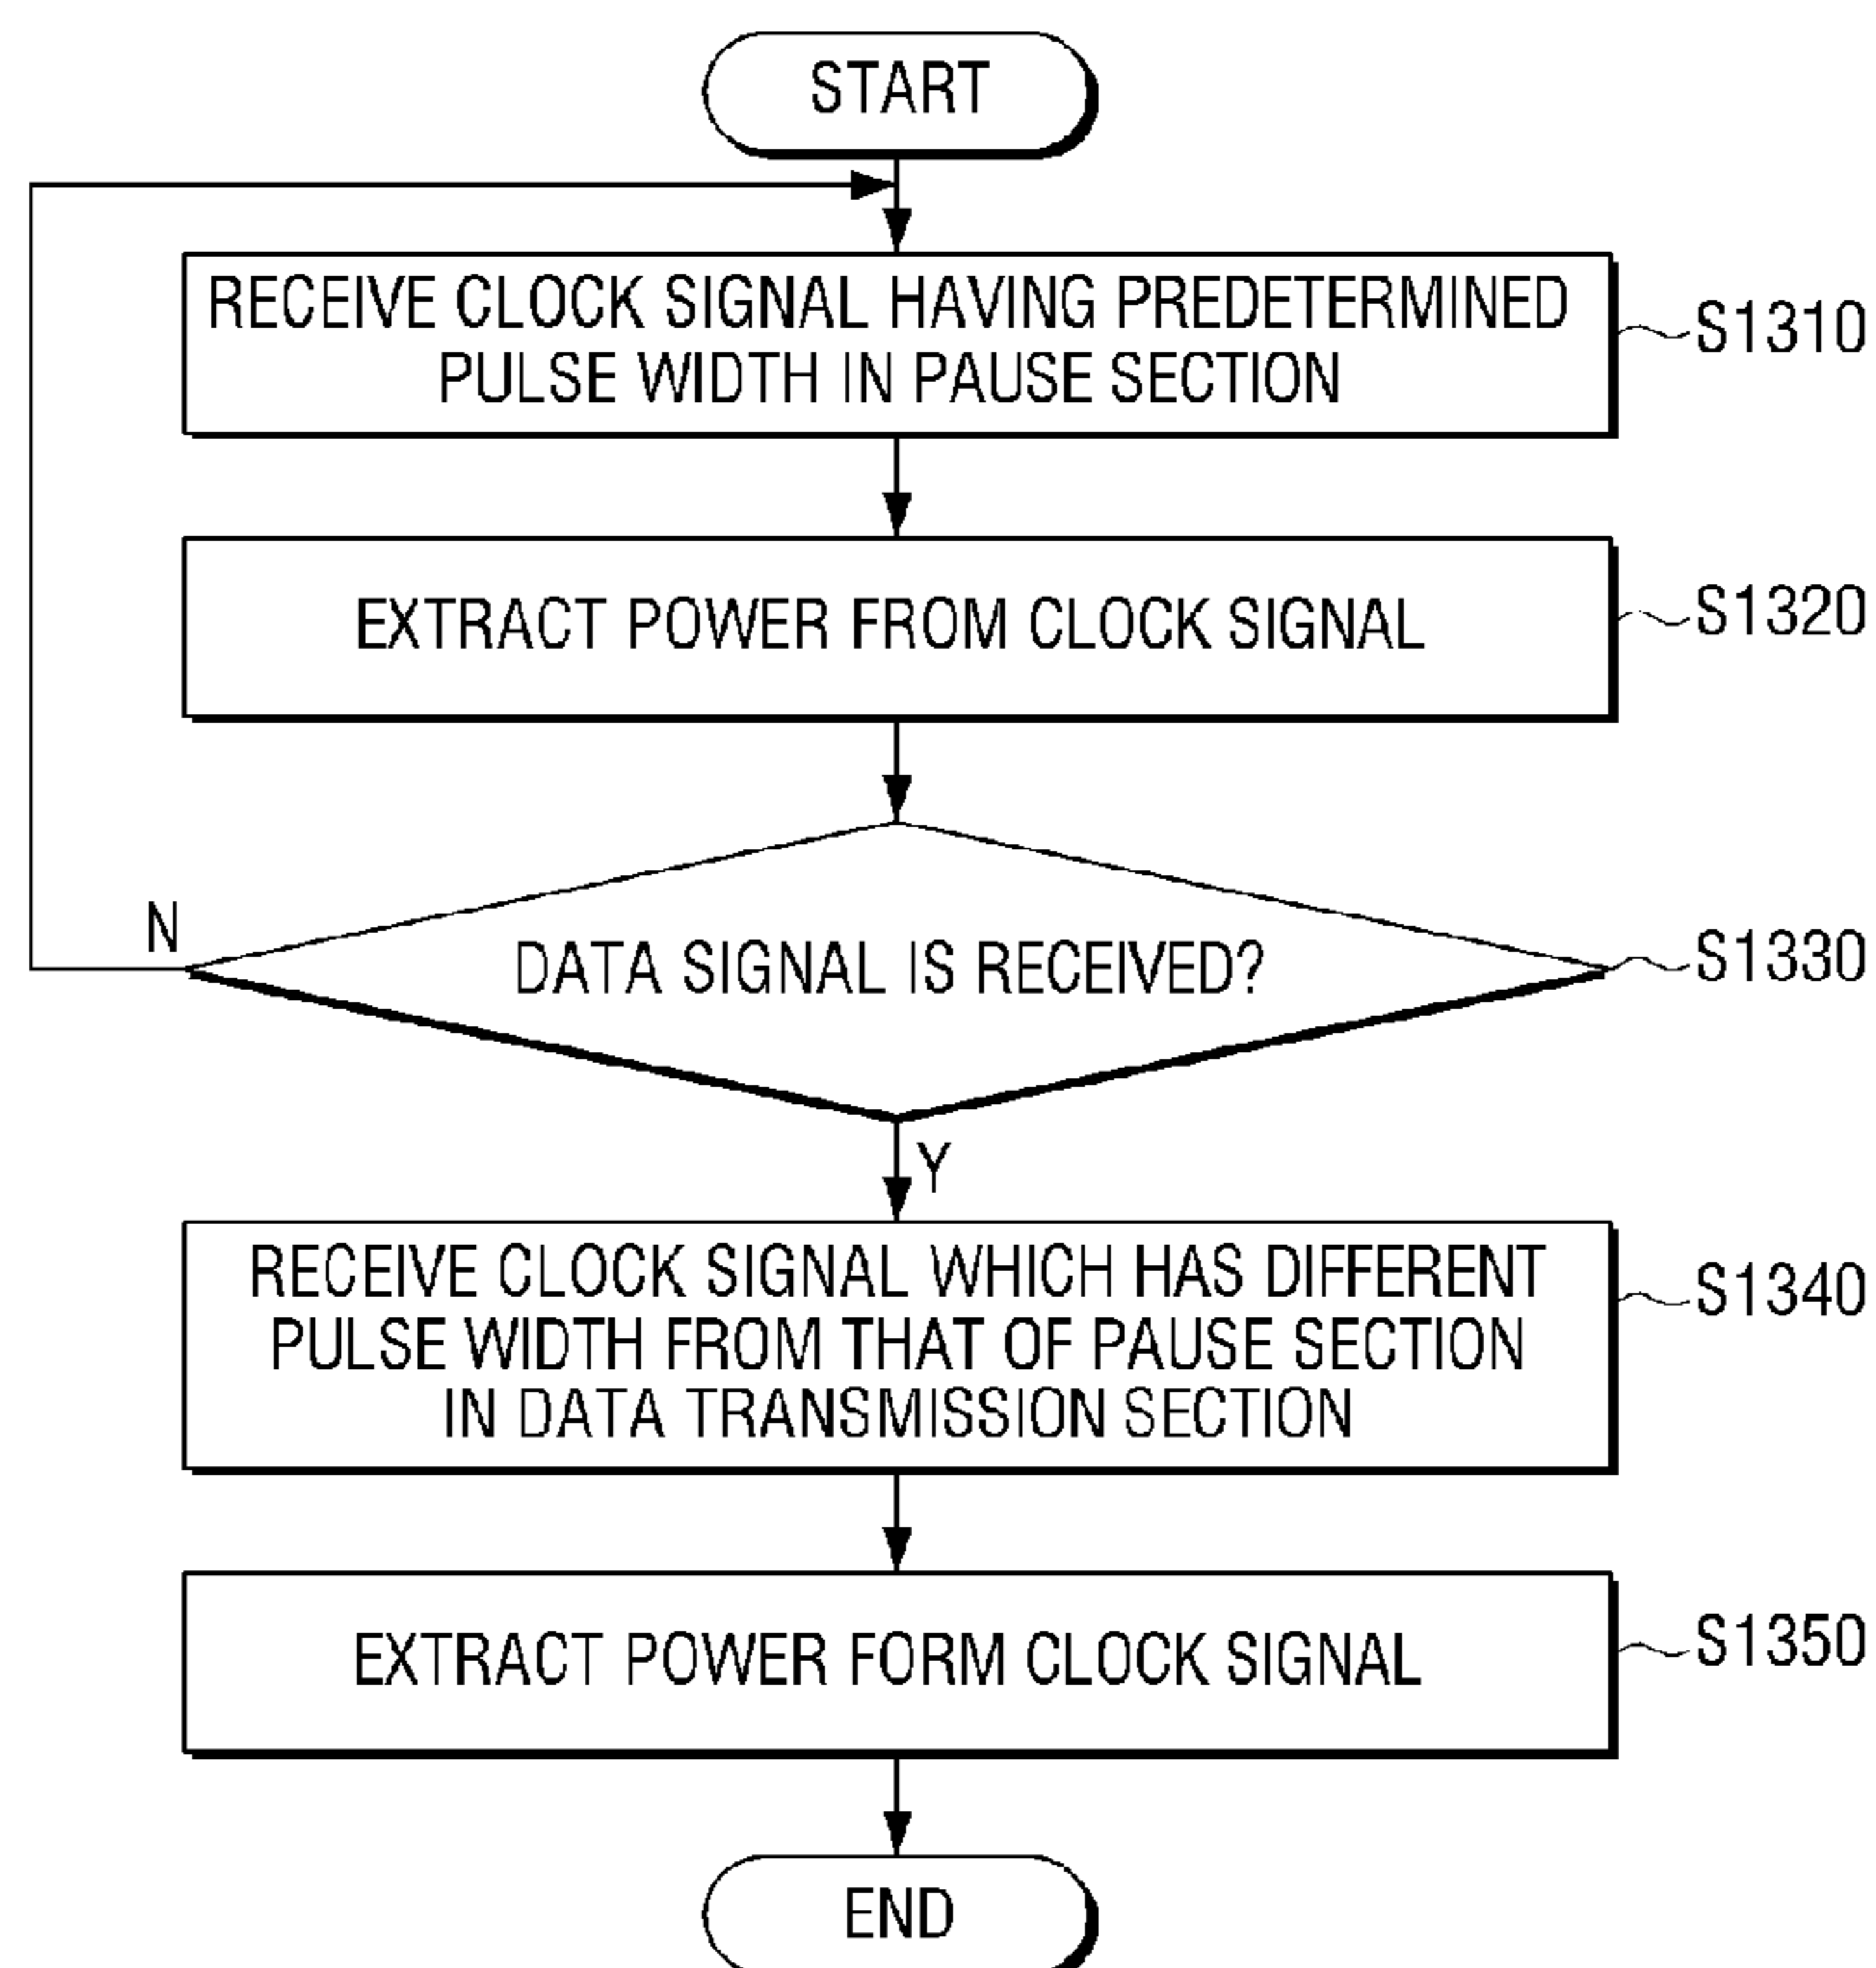 START
RECEIVE CLOCK SIGNAL HAVING PREDETERMINED
PULSE WIDTH IN PAUSE SECTION
S1310
EXTRACT POWER FROM CLOCK SIGNAL
S1320
N
DATA SIGNAL IS RECEIVED?
S1330
Y
RECEIVE CLOCK SIGNAL WHICH HAS DIFFERENT
PULSE WIDTH FROM THAT OF PAUSE SECTION
IN DATA TRANSMISSION SECTION
S1340
EXTRACT POWER FORM CLOCK SIGNAL
S1350
END